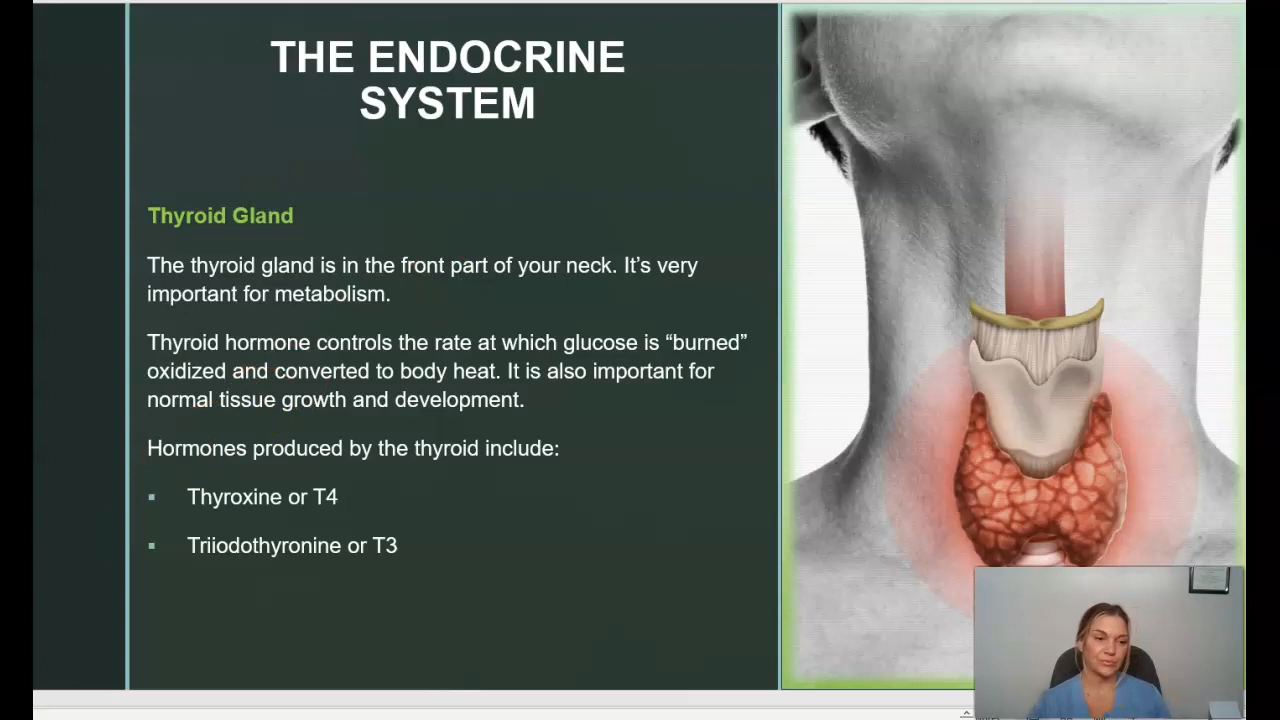 THE ENDOCRINE
SYSTEM
Thyroid Gland
The thyroid gland is in the front part of your neck. It’s very
important for metabolism.
Thyroid hormone controls the rate at which glucose is “burned”
oxidized and converted to body heat. It is also important for
normal tissue growth and development.
Hormones produced by the thyroid include:
▪ Thyroxine or T4
▪ Triiodothyronine or T3